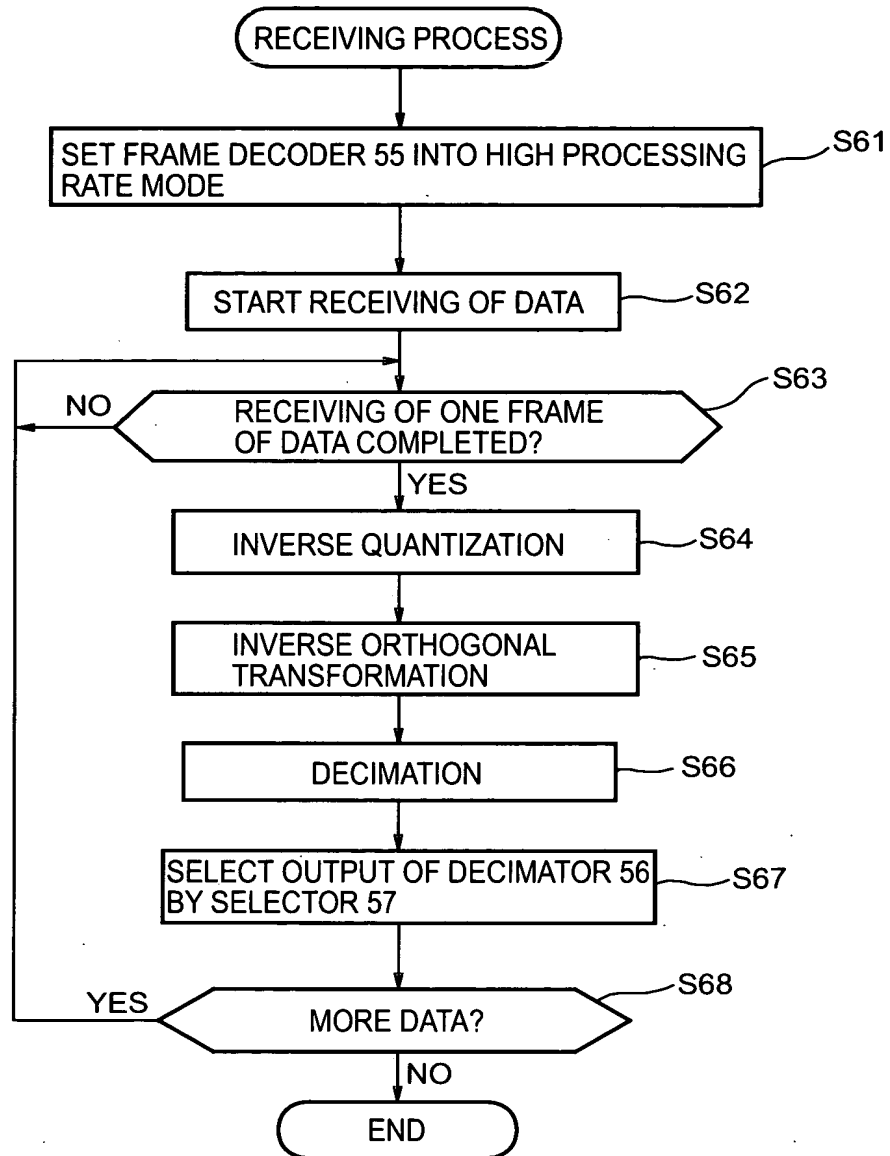 RECEIVING PROCESS
SET FRAME DECODER 55 INTO HIGH PROCESSING
RATE MODE
S61
START RECEIVING OF DATA
S62
RECEIVING OF ONE FRAME
OF DATA COMPLETED?
S63
NO
YES
INVERSE QUANTIZATION
S64
INVERSE ORTHOGONAL
TRANSFORMATION
S65
DECIMATION
S66
SELECT OUTPUT OF DECIMATOR 56
BY SELECTOR 57
S67
MORE DATA?
S68
YES
NO
END